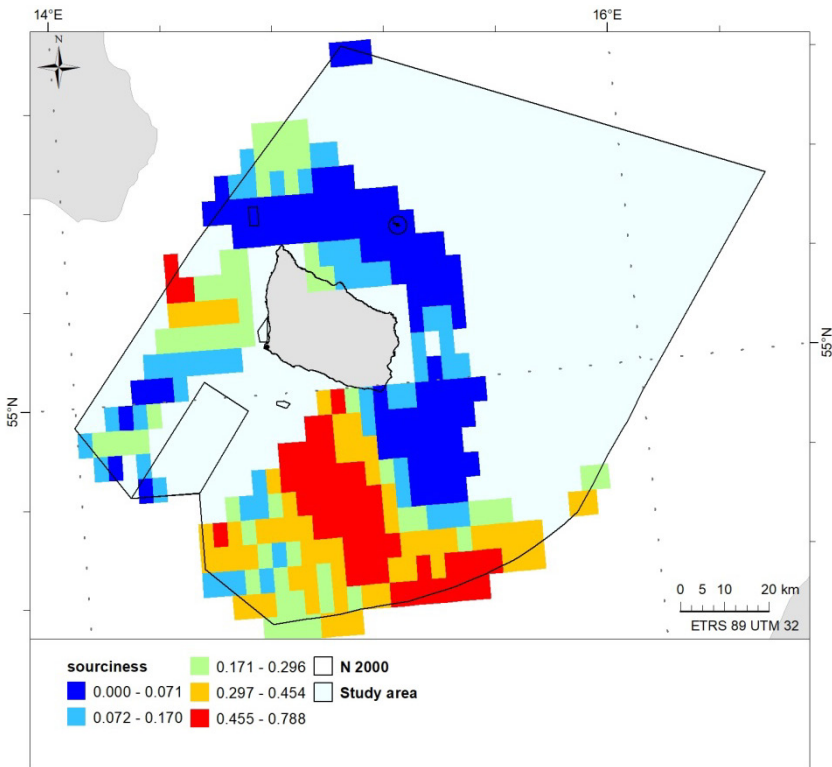 14°E
16°E
N
55°N
55°N
0 5 10 20 km
ETRS 89 UTM 32
sourciness
0.000 - 0.071
0.072 - 0.170
0.171 - 0.296
0.297 - 0.454
0.455 - 0.788
N 2000
Study area